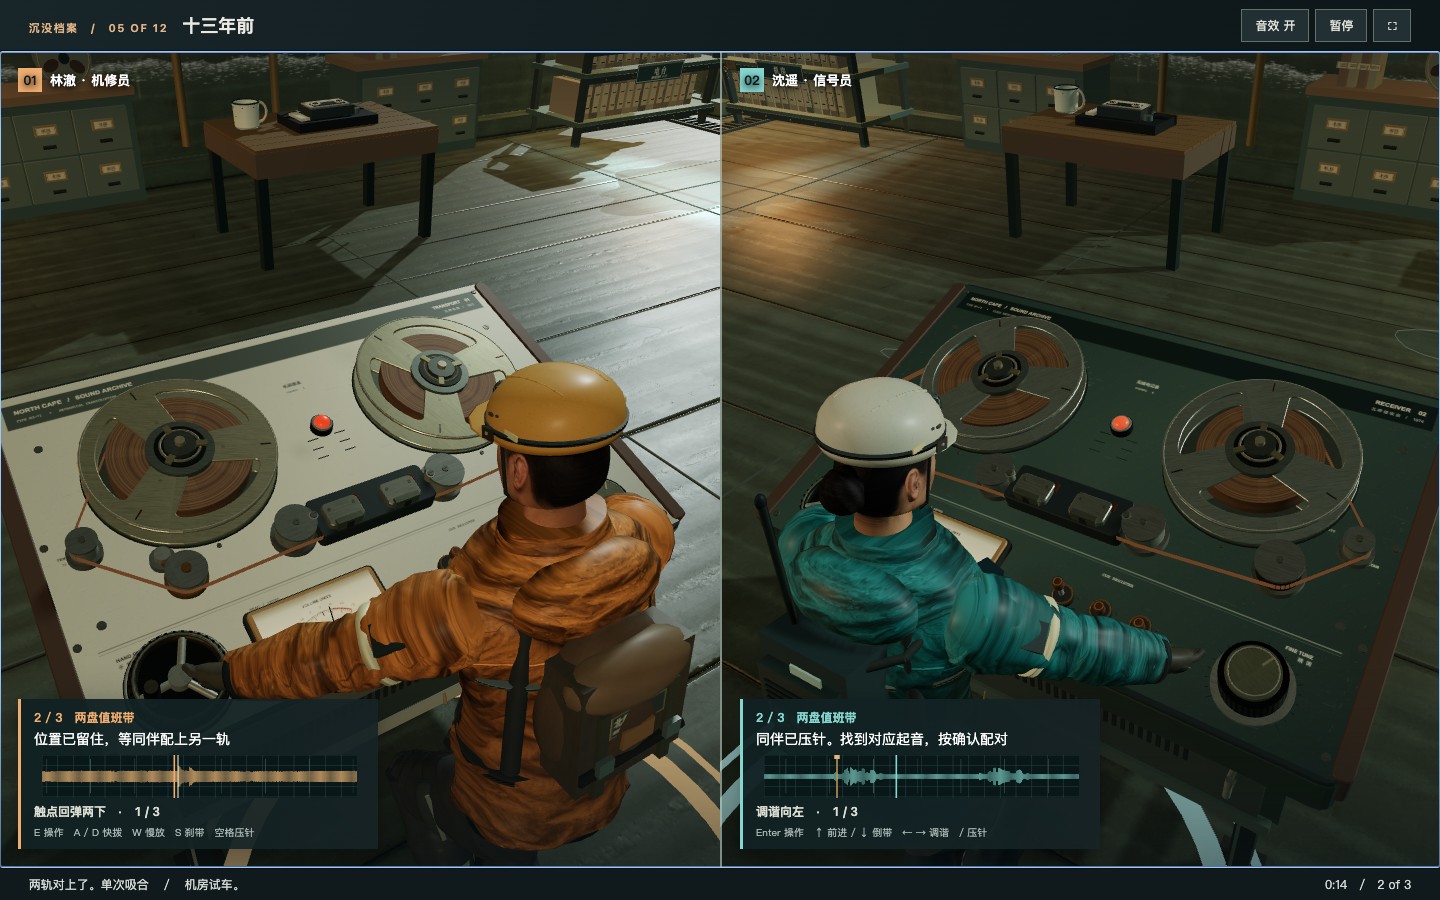 沉没档案 / 05 OF 12 十三年前
音效 开
暂停
01 林澈 · 机修员
02 沈遥 · 信号员
NORTH CAPE / SOUND ARCHIVE
NORTH CAPE / SOUND ARCHIVE
RECEIVER 02
FINE TUNE
2 / 3 两盘值班带
位置已留住，等同伴配上另一轨
触点回弹两下 · 1 / 3
E 操作 A / D 快拨 W 慢放 S 刹带 空格压针
2 / 3 两盘值班带
同伴已压针。找到对应起音，按确认配对
调谐向左 · 1 / 3
Enter 操作 ↑ 前进 / ↓ 倒带 ← → 调谐 / 压针
两轨对上了。单次吸合 / 机房试车。
0:14 / 2 of 3